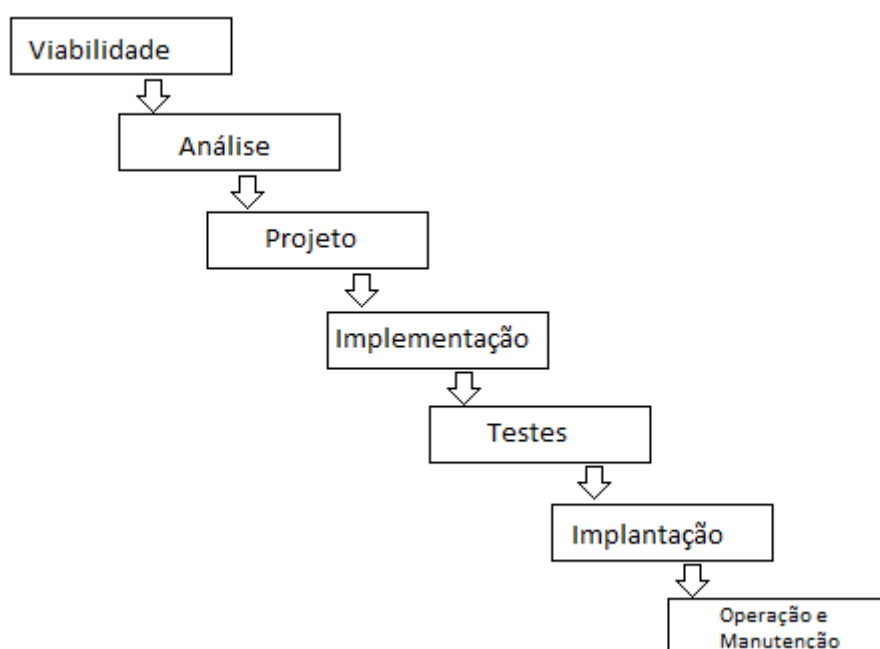 Viabilidade
Análise
Projeto
Implementação
Testes
Implantação
Operação e
Manutenção